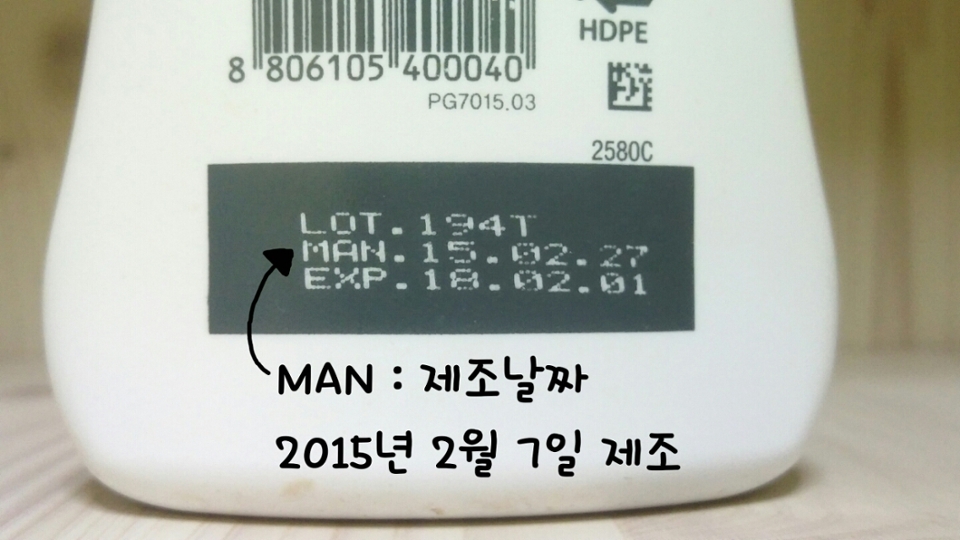 HDPE
8 806105 400040
PG7015.03
2580C
LOT.194T
MAN.15.02.27
EXP.18.02.01
MAN : 제조날짜
2015년 2월 7일 제조